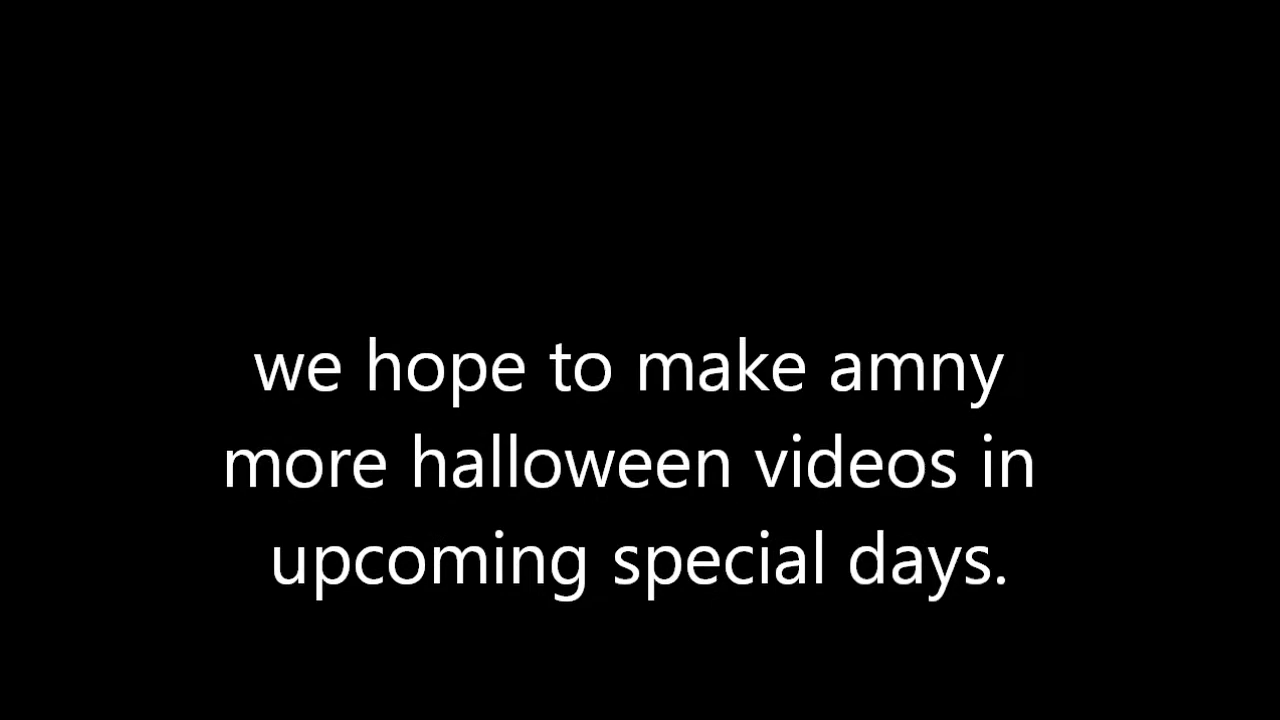 we hope to make amny
more halloween videos in
upcoming special days.